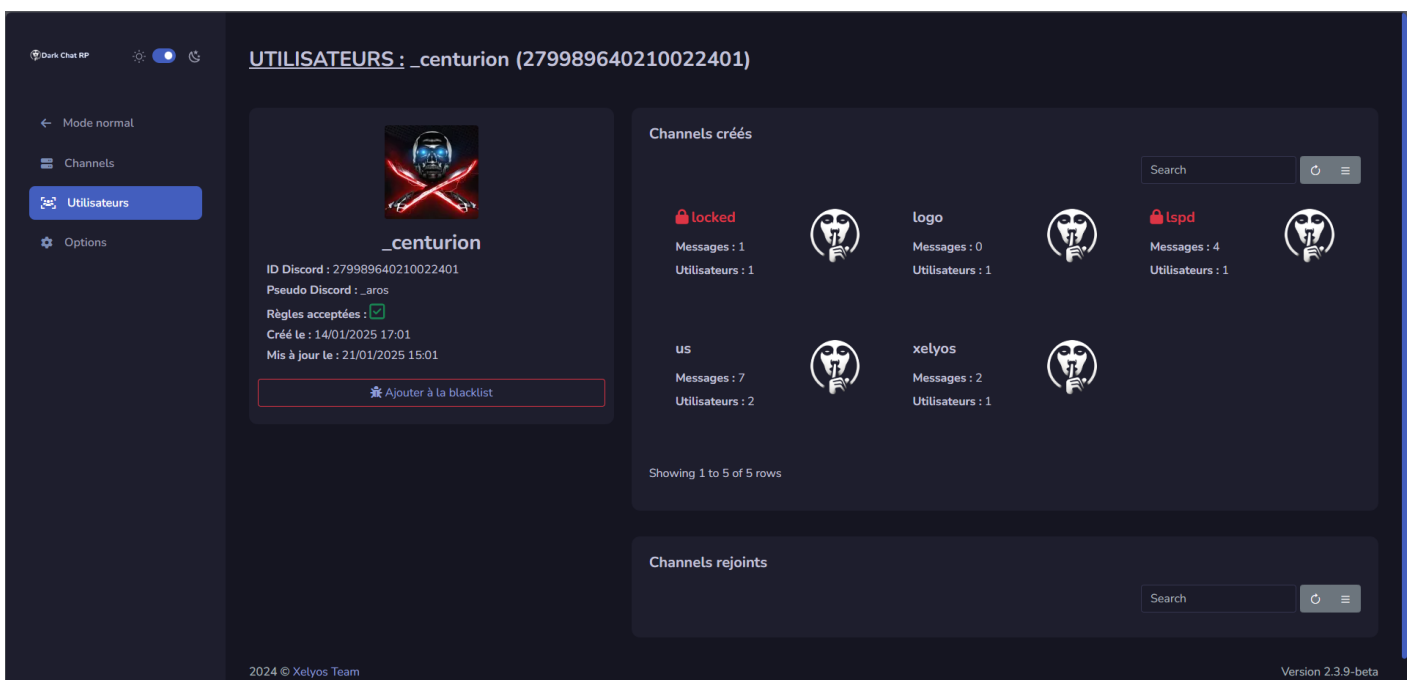 Dark Chat RP
UTILISATEURS : _centurion (279989640210022401)
Mode normal
Channels
Utilisateurs
Options
_centurion
ID Discord : 279989640210022401
Pseudo Discord : _aros
Règles acceptées :
Créé le : 14/01/2025 17:01
Mis à jour le : 21/01/2025 15:01
Ajouter à la blacklist
Channels créés
Search
locked
Messages : 1
Utilisateurs : 1
logo
Messages : 0
Utilisateurs : 1
lspd
Messages : 4
Utilisateurs : 1
us
Messages : 7
Utilisateurs : 2
xelyos
Messages : 2
Utilisateurs : 1
Showing 1 to 5 of 5 rows
Channels rejoints
Search
2024 © Xelyos Team
Version 2.3.9-beta